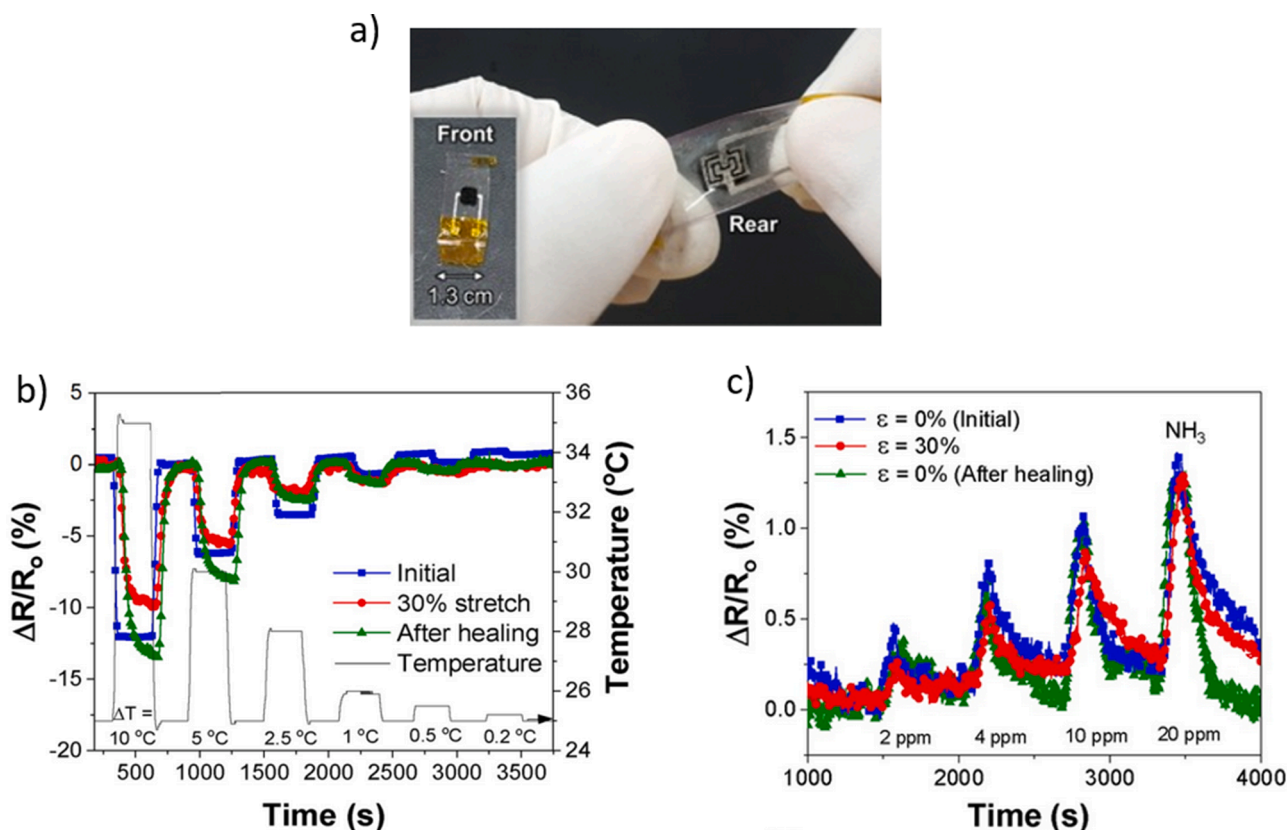 a)
Front
1.3 cm
Rear
b)
ΔR/Rₒ (%)
5
0
-5
-10
-15
-20
Initial
30% stretch
After healing
Temperature
ΔT =
10 °C
5 °C
2.5 °C
1 °C
0.5 °C
0.2 °C
36
34
32
30
28
26
24
Temperature (°C)
500 1000 1500 2000 2500 3000 3500
Time (s)
c)
ΔR/Rₒ (%)
1.5
1.0
0.5
0.0
ε = 0% (Initial)
ε = 30%
ε = 0% (After healing)
NH₃
2 ppm
4 ppm
10 ppm
20 ppm
1000 2000 3000 4000
Time (s)